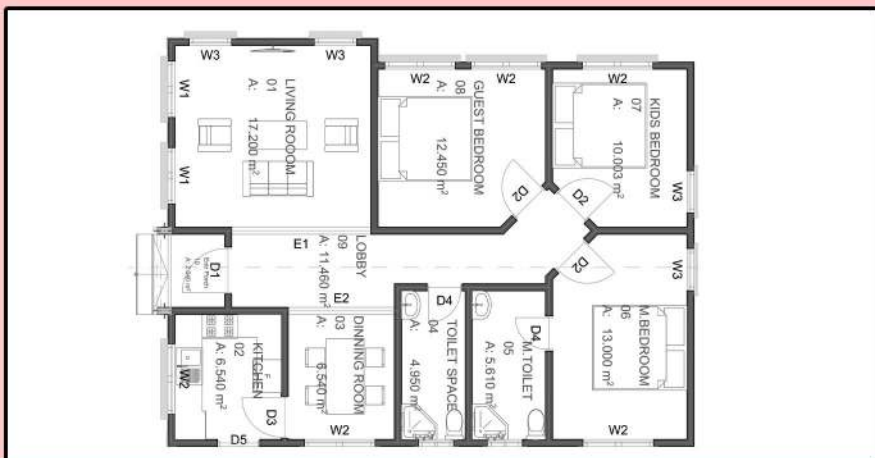 W3
W3
W1
W1
01
LIVING ROOOM
A:
17.200 m²
W2
W2
08
GUEST BEDROOM
A:
12.450 m²
W2
07
KIDS BEDROOM
A:
10.003 m²
W3
D2
D2
D2
W3
E1
09
LOBBY
A: 11.460 m²
E2
D1
10
D4
03
DINNING ROOM
A:
6.540 m²
W2
02
KITCHEN
A: 6.540 m²
F
W2
D3
D5
04
TOILET SPACE
A:
4.950 m²
05
M.TOILET
A: 5.610 m²
D4
06
M.BEDROOM
A: 13.000 m²
W2